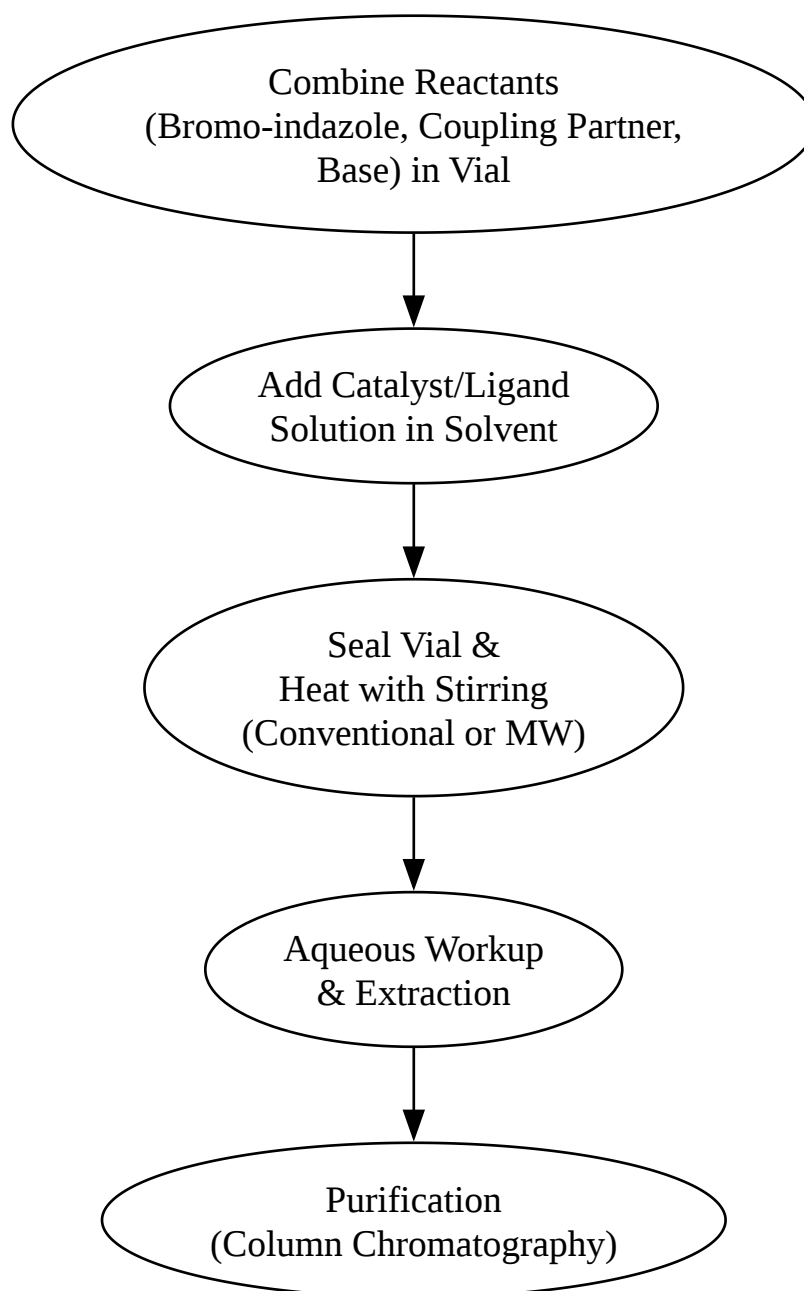 Combine Reactants
(Bromo-indazole, Coupling Partner,
Base) in Vial
Add Catalyst/Ligand
Solution in Solvent
Seal Vial &
Heat with Stirring
(Conventional or MW)
Aqueous Workup
& Extraction
Purification
(Column Chromatography)